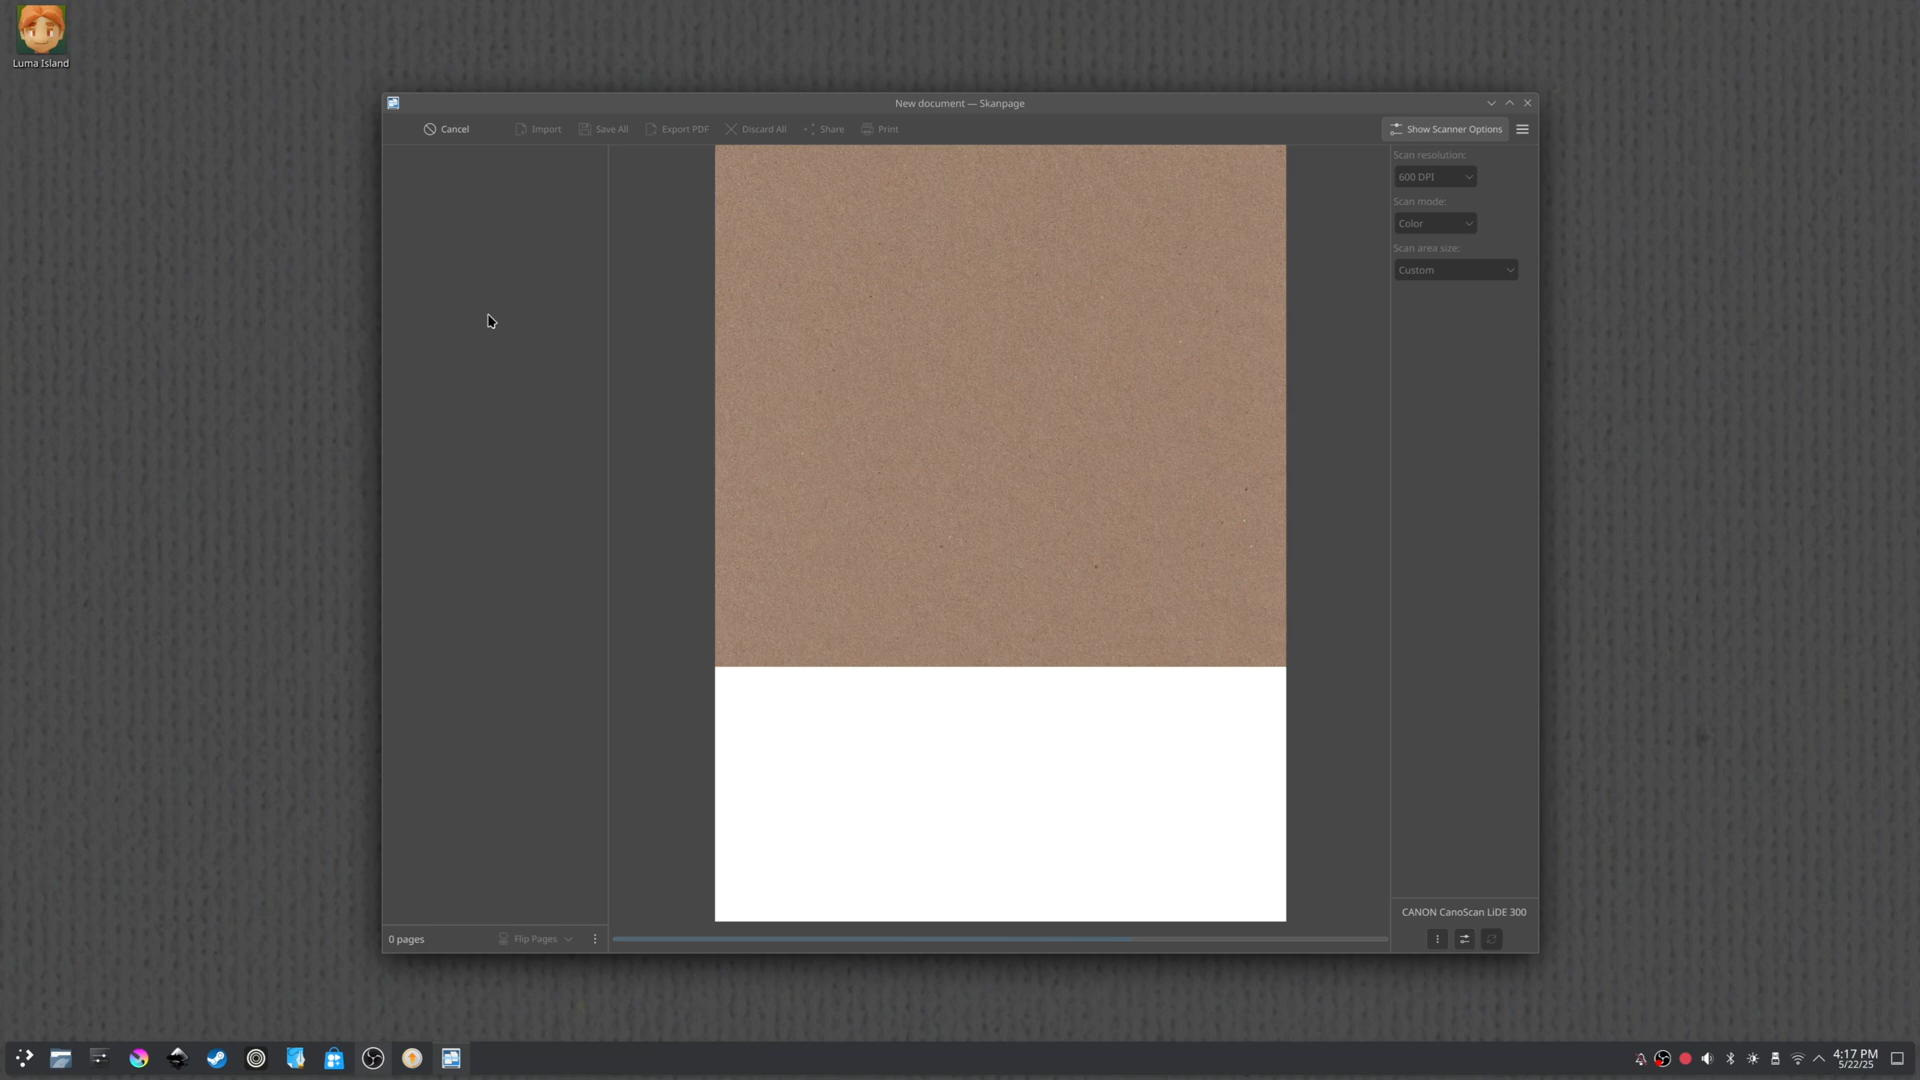 Luma Island
New document — Skanpage
Cancel
Import
Save All
Export PDF
Discard All
Share
Print
Show Scanner Options
Scan resolution:
600 DPI
Scan mode:
Color
Scan area size:
Custom
CANON CanoScan LiDE 300
0 pages
Flip Pages
4:17 PM
5/22/25